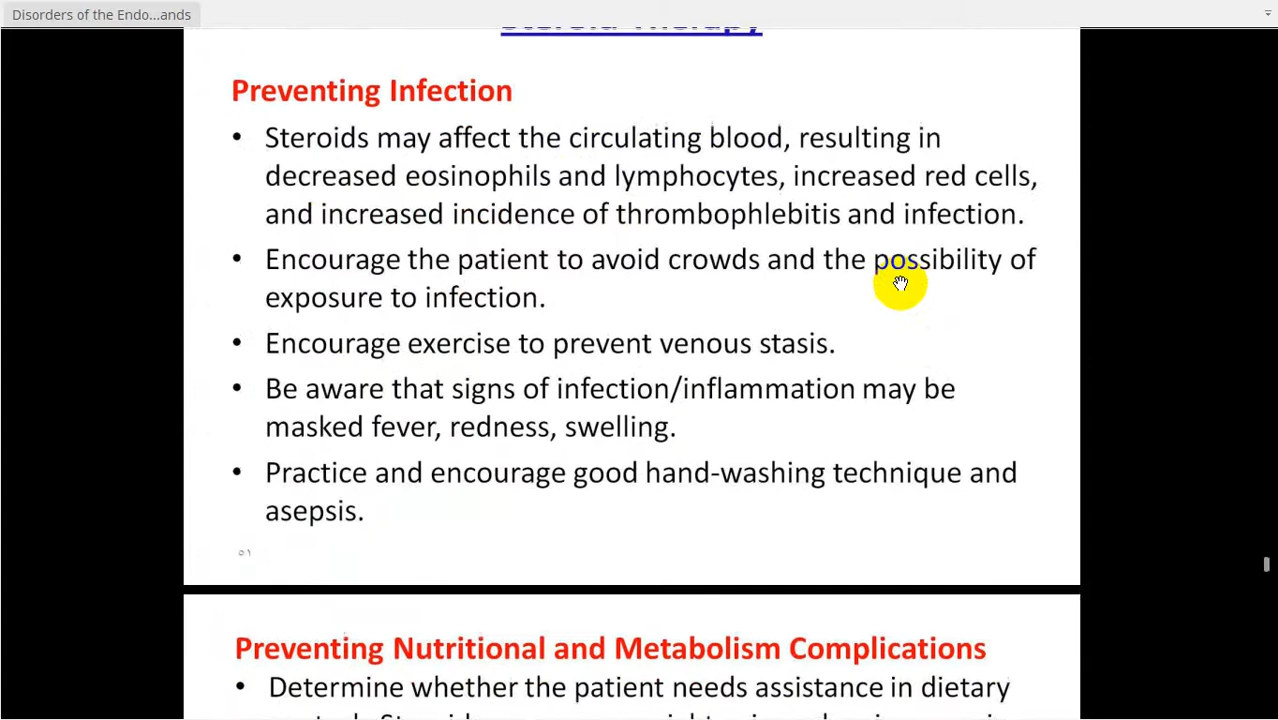 Disorders of the Endo...ands
Steroid Therapy
Preventing Infection
• Steroids may affect the circulating blood, resulting in
decreased eosinophils and lymphocytes, increased red cells,
and increased incidence of thrombophlebitis and infection.
• Encourage the patient to avoid crowds and the possibility of
exposure to infection.
• Encourage exercise to prevent venous stasis.
• Be aware that signs of infection/inflammation may be
masked fever, redness, swelling.
• Practice and encourage good hand-washing technique and
asepsis.
٥١
Preventing Nutritional and Metabolism Complications
• Determine whether the patient needs assistance in dietary